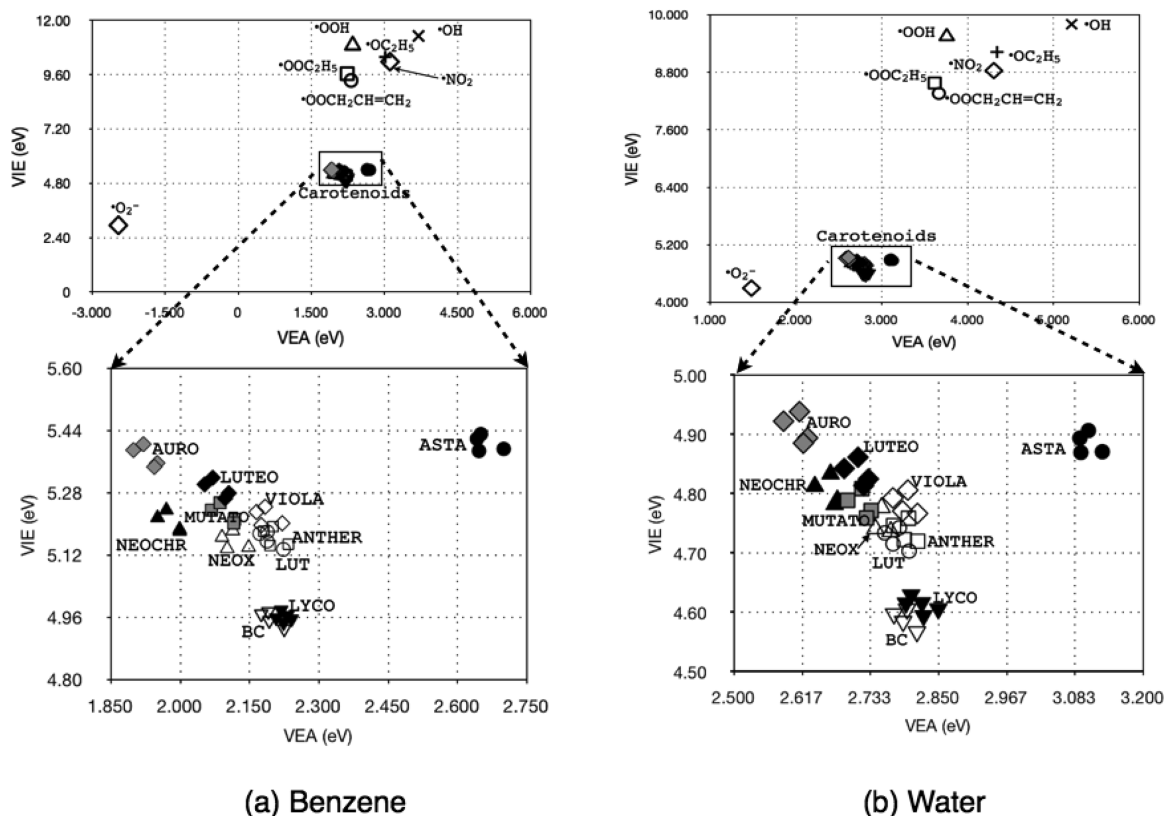 12.00
9.60
7.20
4.80
2.40
0
VIE (eV)
•OOH
•OH
•OC₂H₅
•OOC₂H₅
•NO₂
•OOCH₂CH=CH₂
Carotenoids
•O₂⁻
-3.000
-1.500
0
1.500
3.000
4.500
6.000
VEA (eV)
10.000
8.800
7.600
6.400
5.200
4.000
VIE (eV)
•OOH
•OH
•OC₂H₅
•NO₂
•OOC₂H₅
•OOCH₂CH=CH₂
Carotenoids
•O₂⁻
1.000
2.000
3.000
4.000
5.000
6.000
VEA (eV)
5.60
5.44
5.28
5.12
4.96
4.80
VIE (eV)
AURO
ASTA
LUTEO
VIOLA
MUTATO
NEOCHR
ANTHER
NEOX
LUT
LYCO
BC
1.850
2.000
2.150
2.300
2.450
2.600
2.750
VEA (eV)
5.00
4.90
4.80
4.70
4.60
4.50
VIE (eV)
AURO
LUTEO
ASTA
NEOCHR
VIOLA
MUTATO
ANTHER
NEOX
LUT
LYCO
BC
2.500
2.617
2.733
2.850
2.967
3.083
3.200
VEA (eV)
(a) Benzene
(b) Water